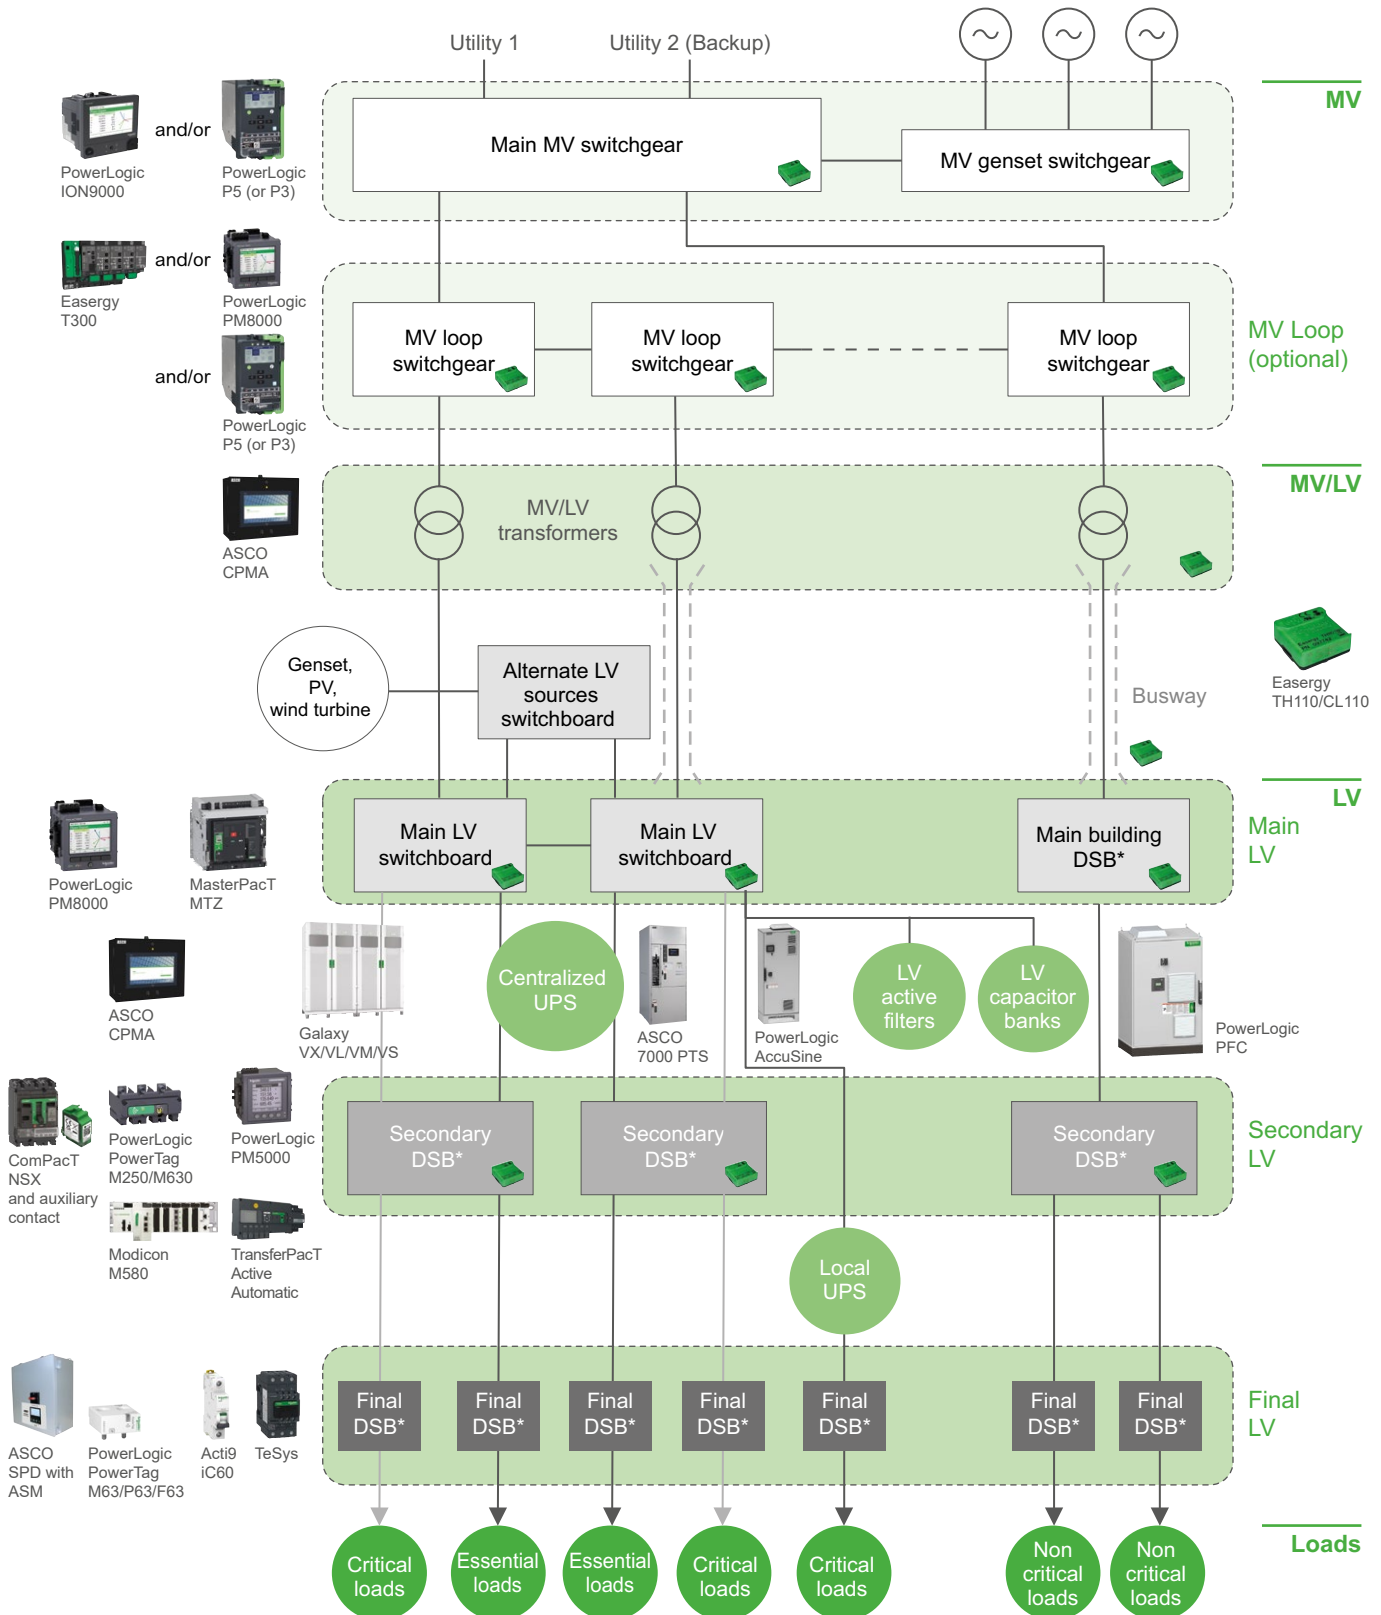 Utility 1
Utility 2 (Backup)
MV
Main MV switchgear
MV genset switchgear
and/or
PowerLogic
ION9000
PowerLogic
P5 (or P3)
and/or
Easergy
T300
PowerLogic
PM8000
and/or
PowerLogic
P5 (or P3)
MV loop
switchgear
MV loop
switchgear
MV loop
switchgear
MV Loop
(optional)
MV/LV
MV/LV
transformers
ASCO
CPMA
Genset,
PV,
wind turbine
Alternate LV
sources
switchboard
Busway
Easergy
TH110/CL110
LV
Main
LV
Main LV
switchboard
Main LV
switchboard
Main building
DSB*
PowerLogic
PM8000
MasterPacT
MTZ
ASCO
CPMA
Galaxy
VX/VL/VM/VS
Centralized
UPS
ASCO
7000 PTS
PowerLogic
AccuSine
LV
active
filters
LV
capacitor
banks
PowerLogic
PFC
ComPacT
NSX
and auxiliary
contact
PowerLogic
PowerTag
M250/M630
PowerLogic
PM5000
Modicon
M580
TransferPacT
Active
Automatic
Secondary
DSB*
Secondary
DSB*
Secondary
DSB*
Secondary
LV
Local
UPS
ASCO
SPD with
ASM
PowerLogic
PowerTag
M63/P63/F63
Acti9
iC60
TeSys
Final
DSB*
Final
DSB*
Final
DSB*
Final
DSB*
Final
DSB*
Final
DSB*
Final
DSB*
Final
LV
Loads
Critical
loads
Essential
loads
Essential
loads
Critical
loads
Critical
loads
Non
critical
loads
Non
critical
loads